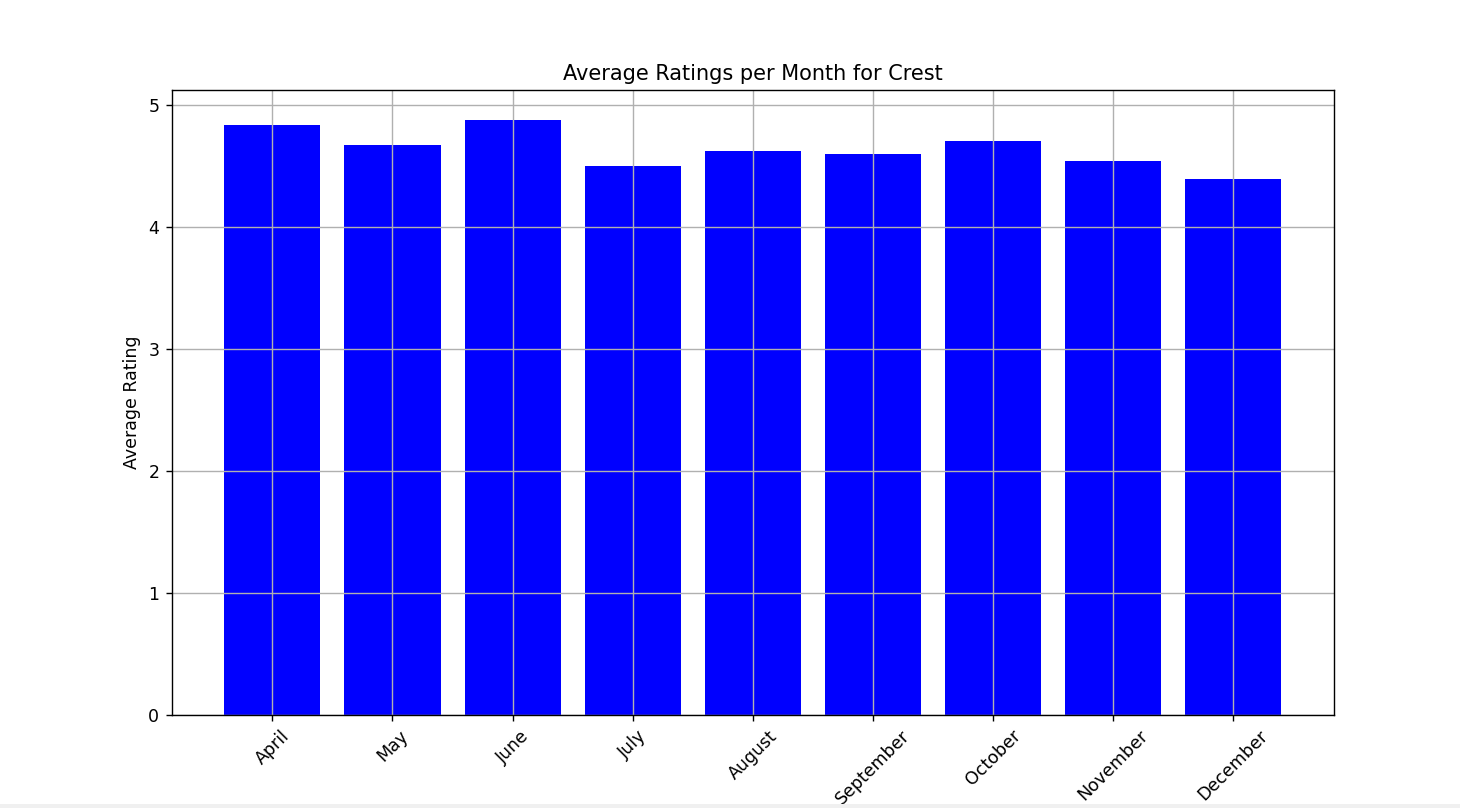 Average Ratings per Month for Crest
5
4
3
2
1
0
Average Rating
April
May
June
July
August
September
October
November
December